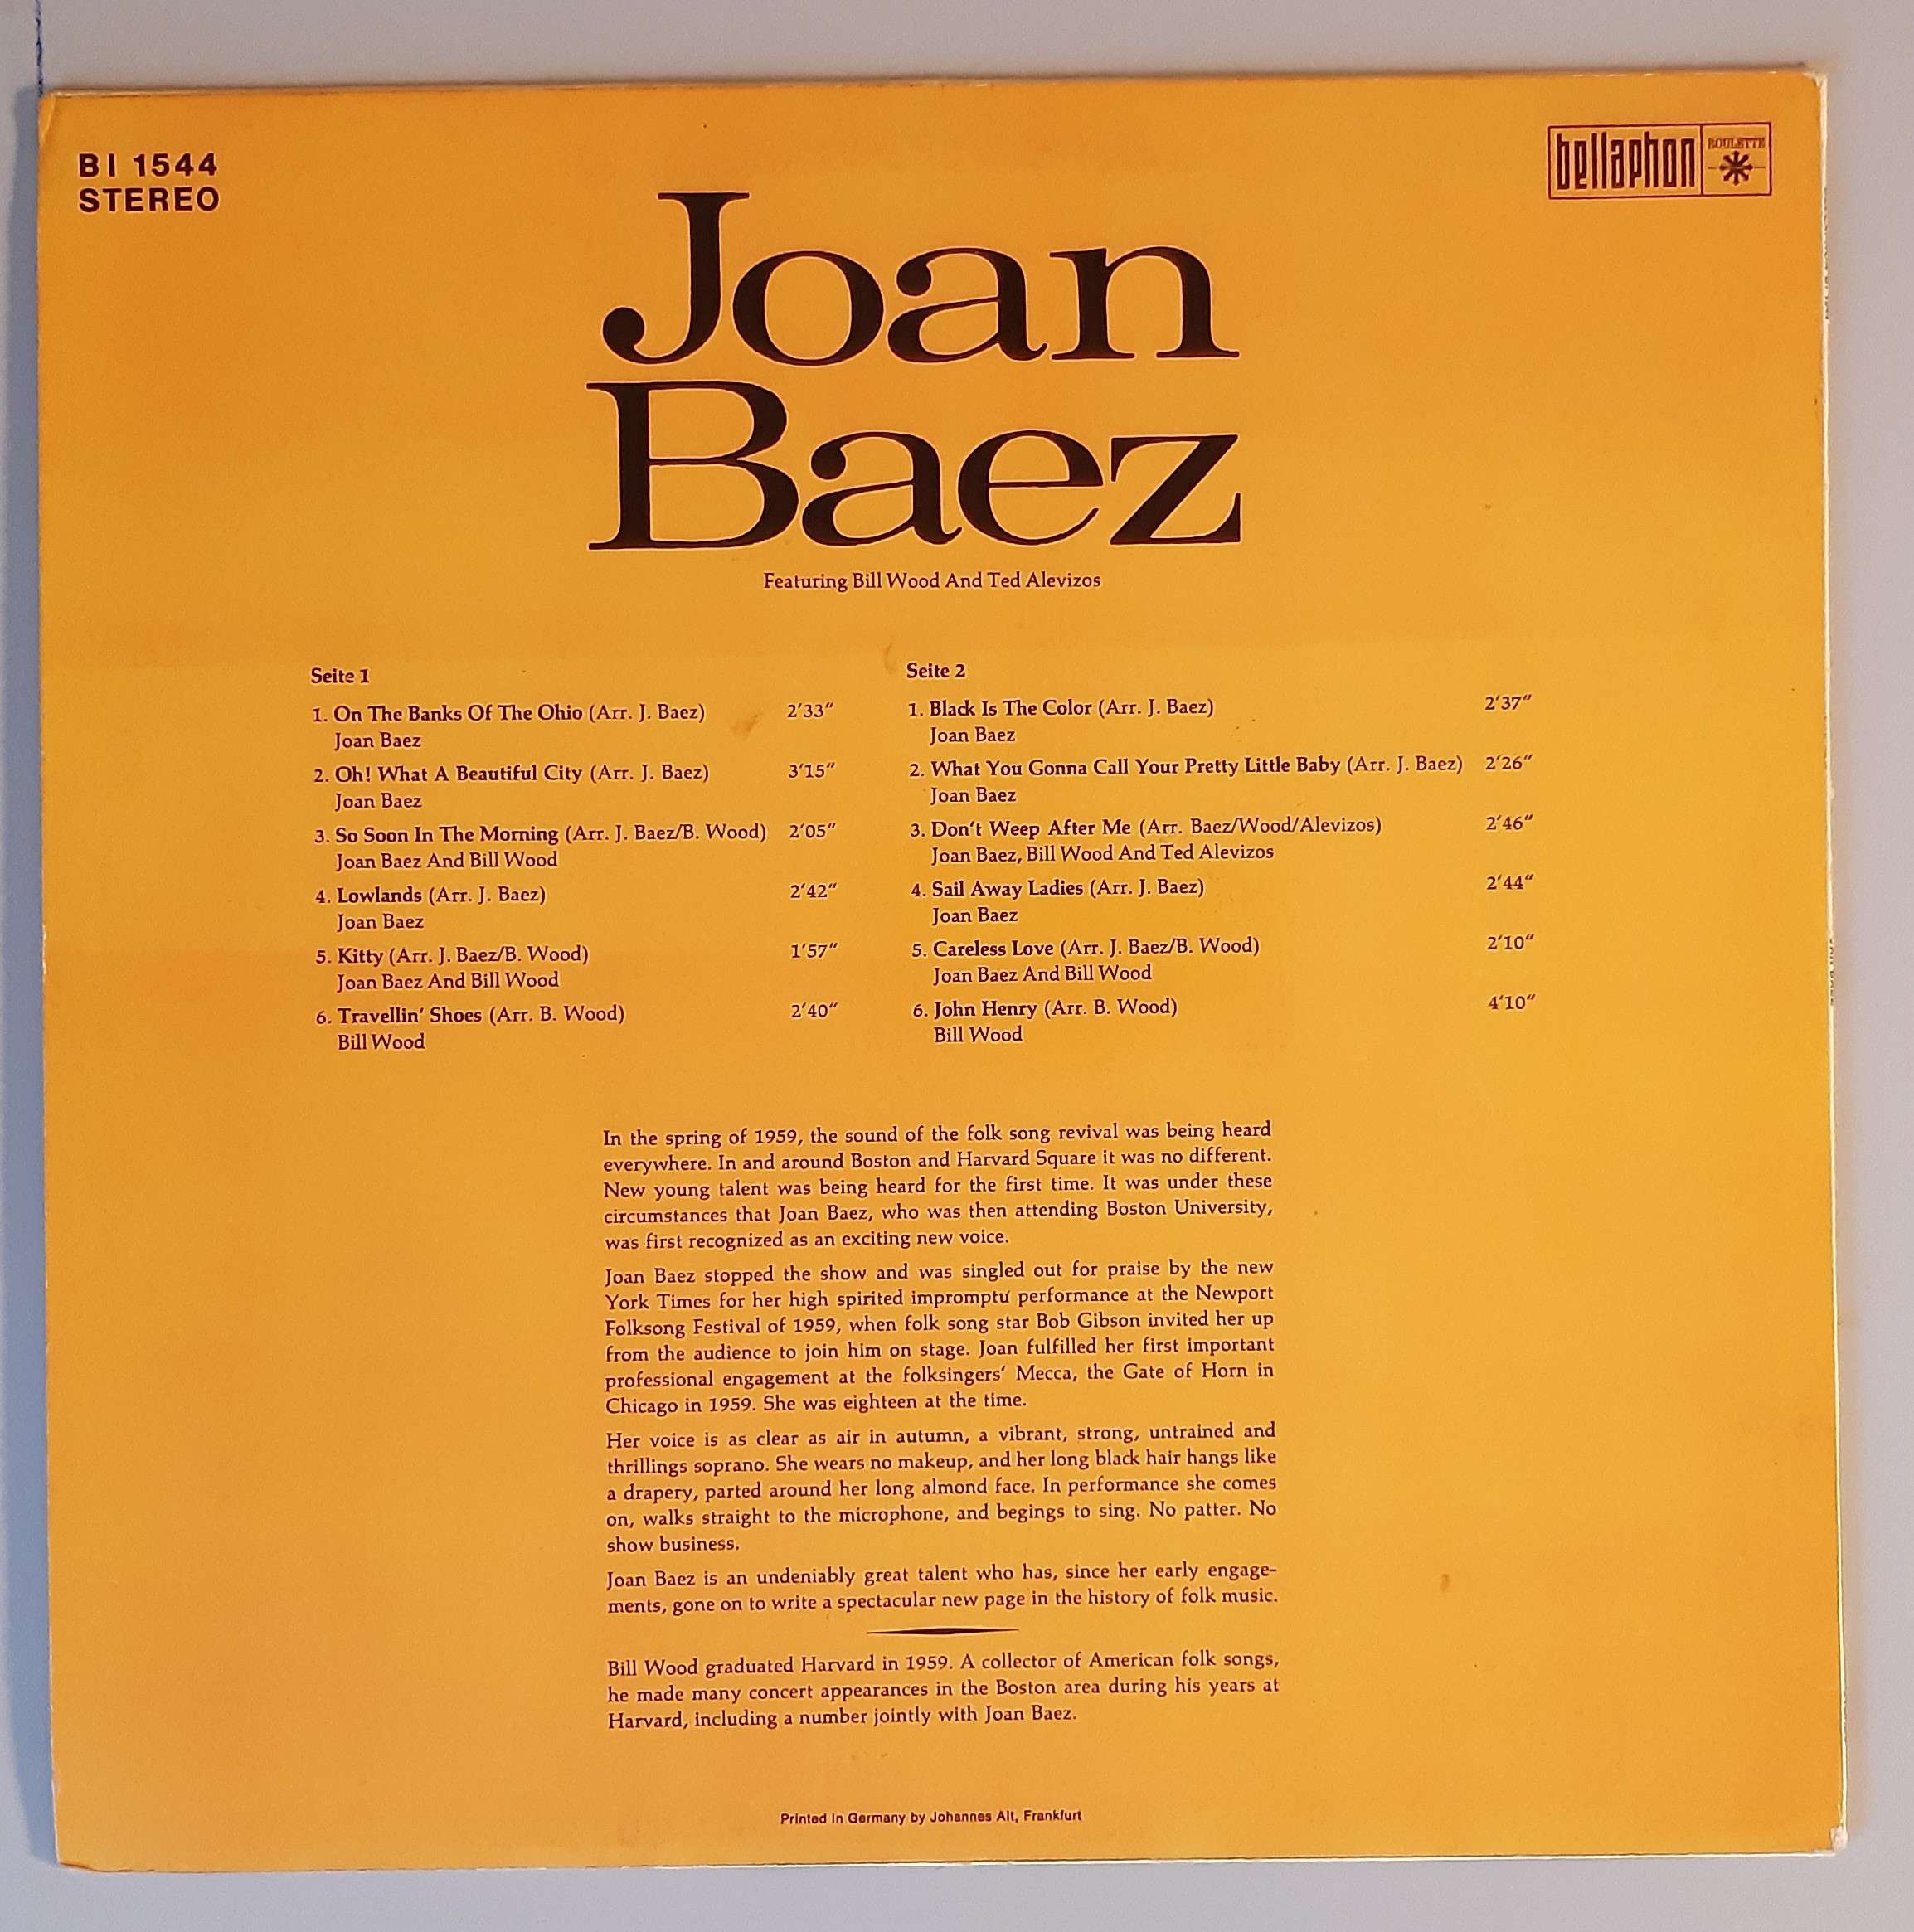 BI 1544
STEREO
bellaphon
ROULETTE
Joan
Baez
Featuring Bill Wood And Ted Alevizos
Seite 1
1. On The Banks Of The Ohio (Arr. J. Baez) 2'33"
Joan Baez
2. Oh! What A Beautiful City (Arr. J. Baez) 3'15"
Joan Baez
3. So Soon In The Morning (Arr. J. Baez/B. Wood) 2'05"
Joan Baez And Bill Wood
4. Lowlands (Arr. J. Baez) 2'42"
Joan Baez
5. Kitty (Arr. J. Baez/B. Wood) 1'57"
Joan Baez And Bill Wood
6. Travellin' Shoes (Arr. B. Wood) 2'40"
Bill Wood
Seite 2
1. Black Is The Color (Arr. J. Baez) 2'37"
Joan Baez
2. What You Gonna Call Your Pretty Little Baby (Arr. J. Baez) 2'26"
Joan Baez
3. Don't Weep After Me (Arr. Baez/Wood/Alevizos) 2'46"
Joan Baez, Bill Wood And Ted Alevizos
4. Sail Away Ladies (Arr. J. Baez) 2'44"
Joan Baez
5. Careless Love (Arr. J. Baez/B. Wood) 2'10"
Joan Baez And Bill Wood
6. John Henry (Arr. B. Wood) 4'10"
Bill Wood
In the spring of 1959, the sound of the folk song revival was being heard
everywhere. In and around Boston and Harvard Square it was no different.
New young talent was being heard for the first time. It was under these
circumstances that Joan Baez, who was then attending Boston University,
was first recognized as an exciting new voice.
Joan Baez stopped the show and was singled out for praise by the new
York Times for her high spirited impromptu performance at the Newport
Folksong Festival of 1959, when folk song star Bob Gibson invited her up
from the audience to join him on stage. Joan fulfilled her first important
professional engagement at the folksingers' Mecca, the Gate of Horn in
Chicago in 1959. She was eighteen at the time.
Her voice is as clear as air in autumn, a vibrant, strong, untrained and
thrillings soprano. She wears no makeup, and her long black hair hangs like
a drapery, parted around her long almond face. In performance she comes
on, walks straight to the microphone, and begings to sing. No patter. No
show business.
Joan Baez is an undeniably great talent who has, since her early engage-
ments, gone on to write a spectacular new page in the history of folk music.
Bill Wood graduated Harvard in 1959. A collector of American folk songs,
he made many concert appearances in the Boston area during his years at
Harvard, including a number jointly with Joan Baez.
Printed in Germany by Johannes Alt, Frankfurt